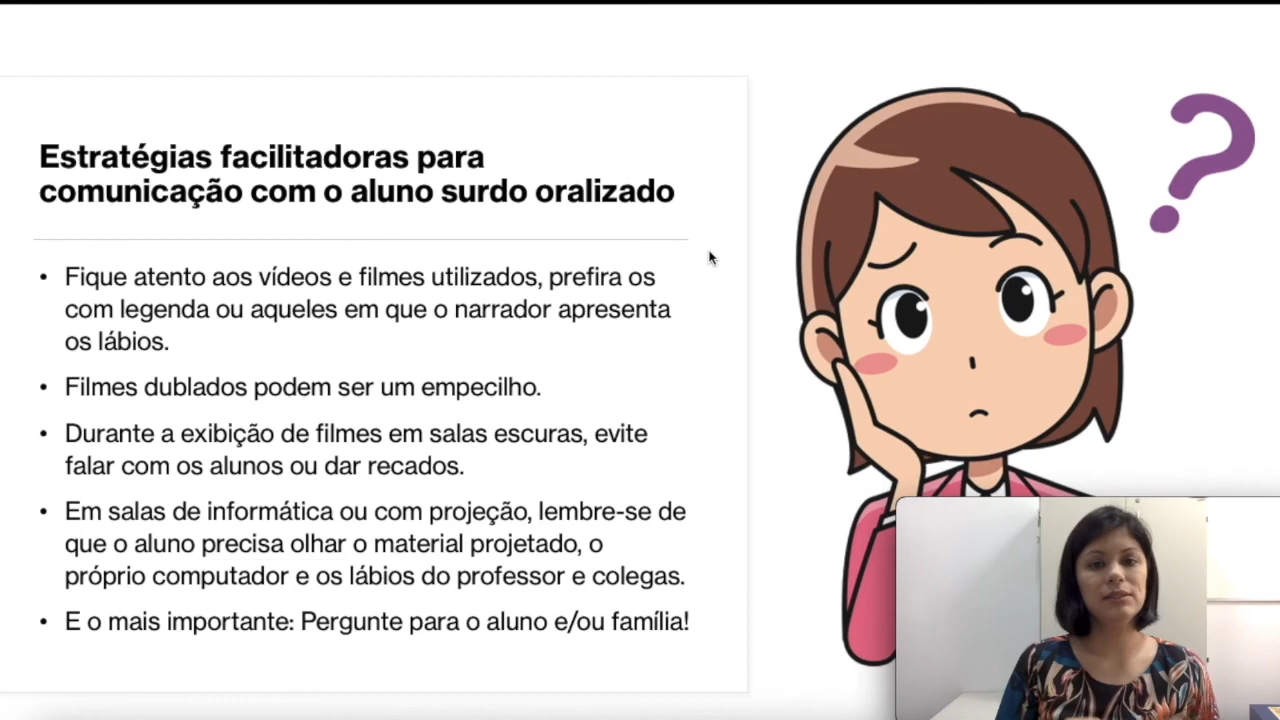 Estratégias facilitadoras para
comunicação com o aluno surdo oralizado
• Fique atento aos vídeos e filmes utilizados, prefira os
com legenda ou aqueles em que o narrador apresenta
os lábios.
• Filmes dublados podem ser um empecilho.
• Durante a exibição de filmes em salas escuras, evite
falar com os alunos ou dar recados.
• Em salas de informática ou com projeção, lembre-se de
que o aluno precisa olhar o material projetado, o
próprio computador e os lábios do professor e colegas.
• E o mais importante: Pergunte para o aluno e/ou família!
?